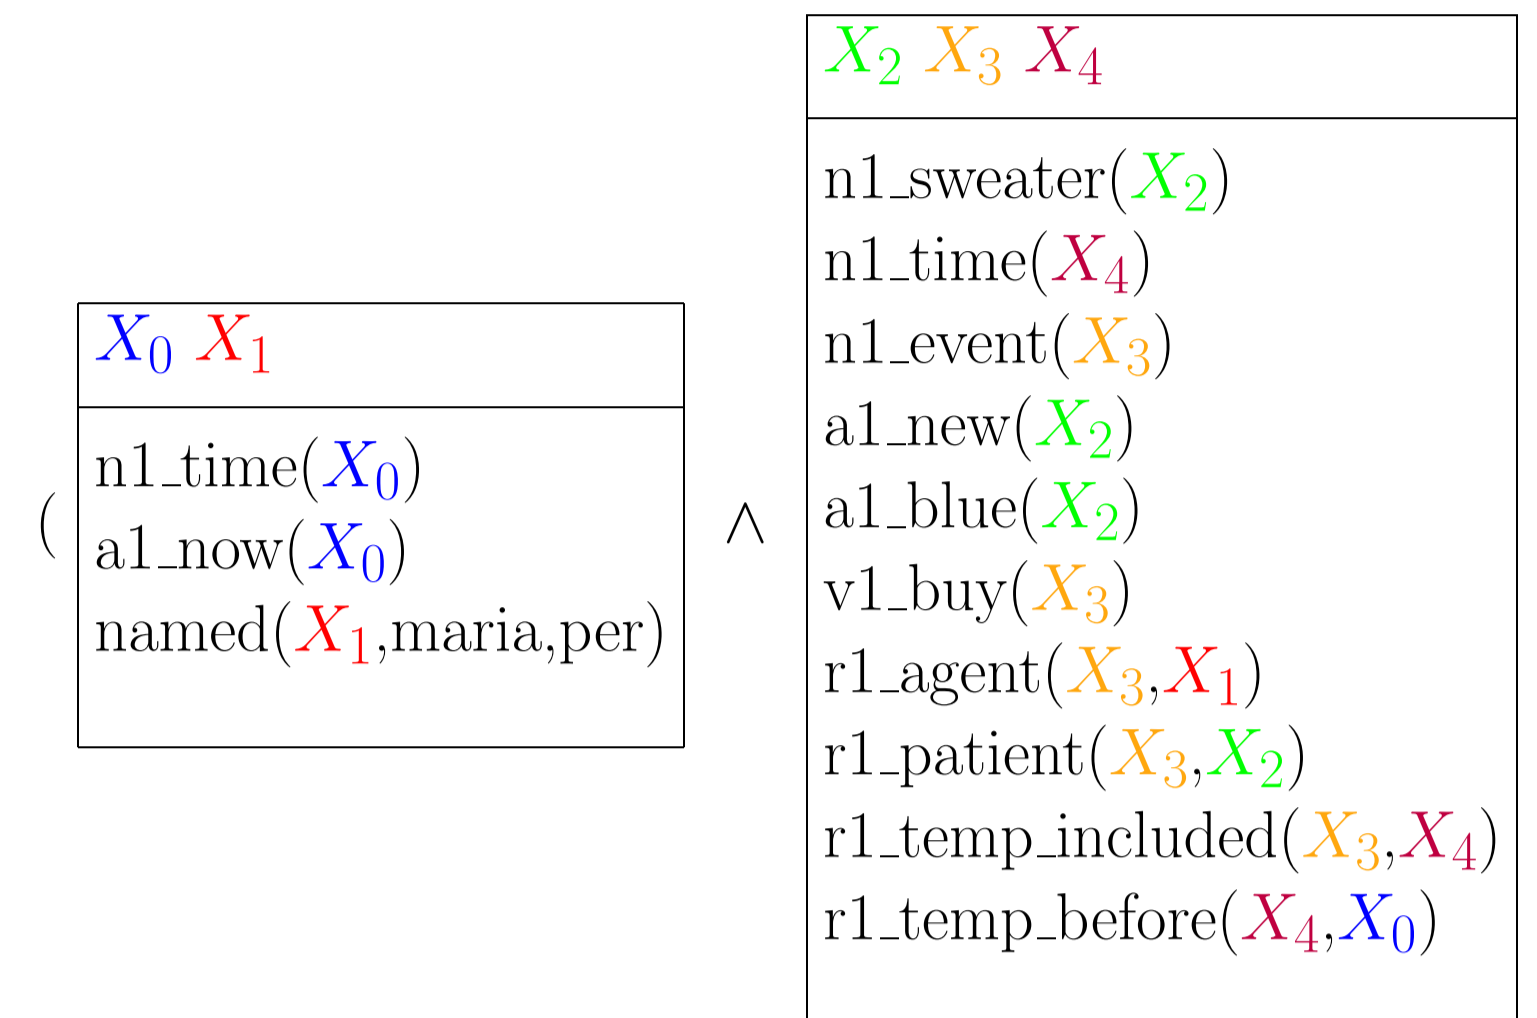 X₀ X₁
n1_time(X₀)
a1_now(X₀)
named(X₁,maria,per)
(
∧
X₂ X₃ X₄
n1_sweater(X₂)
n1_time(X₄)
n1_event(X₃)
a1_new(X₂)
a1_blue(X₂)
v1_buy(X₃)
r1_agent(X₃,X₁)
r1_patient(X₃,X₂)
r1_temp_included(X₃,X₄)
r1_temp_before(X₄,X₀)